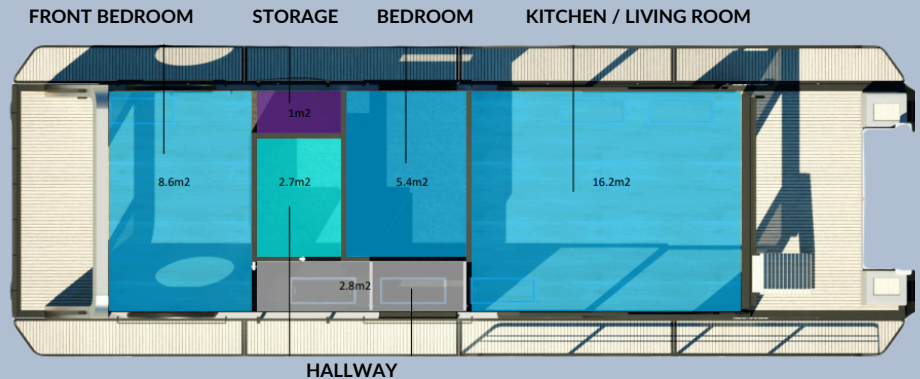 FRONT BEDROOM STORAGE BEDROOM KITCHEN / LIVING ROOM
1m2
8.6m2 2.7m2 5.4m2 16.2m2
2.8m2
HALLWAY